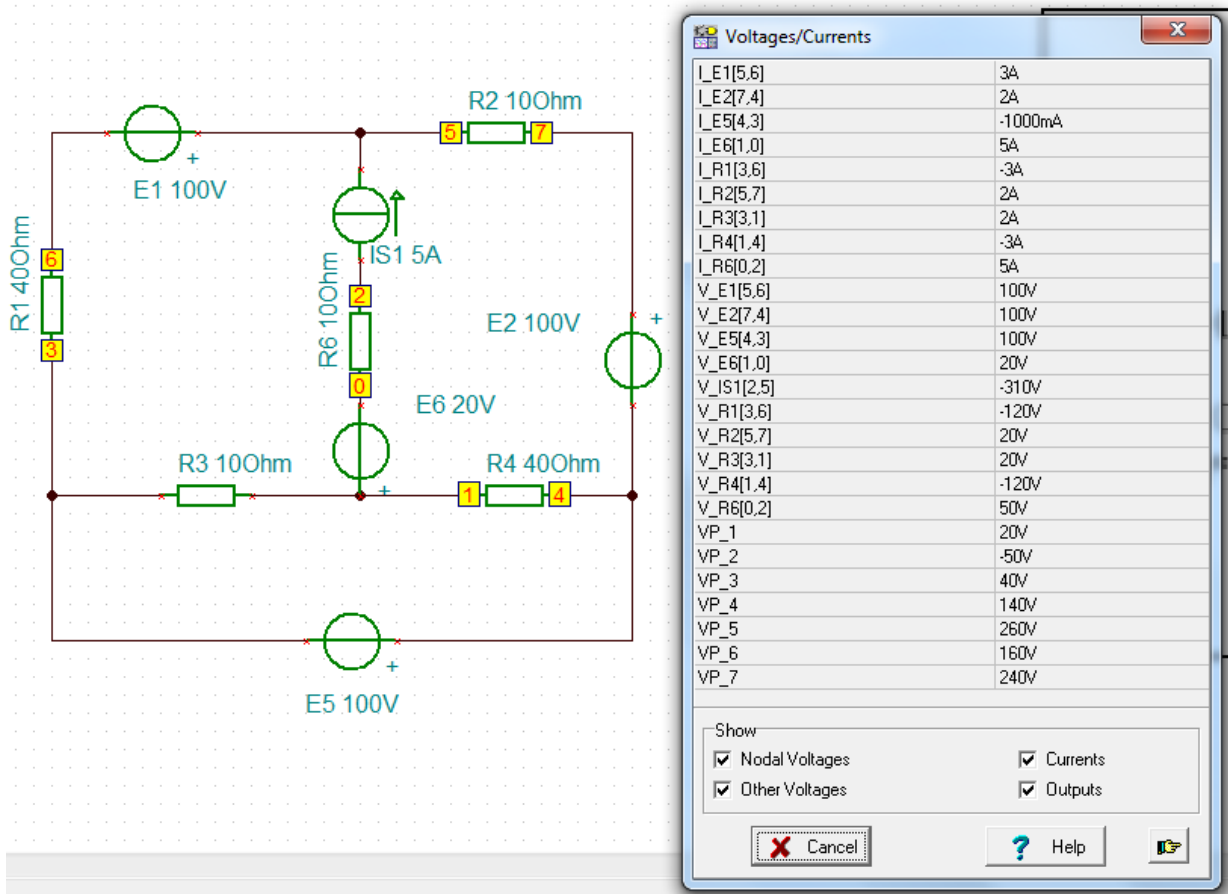 R2 10Ohm
5
7
+
E1 100V
R1 40Ohm
6
3
IS1 5A
2
R6 10Ohm
0
E2 100V
+
E6 20V
+
R3 10Ohm
R4 40Ohm
1
4
+
E5 100V
Voltages/Currents
I_E1[5,6] 3A
I_E2[7,4] 2A
I_E5[4,3] -1000mA
I_E6[1,0] 5A
I_R1[3,6] -3A
I_R2[5,7] 2A
I_R3[3,1] 2A
I_R4[1,4] -3A
I_R6[0,2] 5A
V_E1[5,6] 100V
V_E2[7,4] 100V
V_E5[4,3] 100V
V_E6[1,0] 20V
V_IS1[2,5] -310V
V_R1[3,6] -120V
V_R2[5,7] 20V
V_R3[3,1] 20V
V_R4[1,4] -120V
V_R6[0,2] 50V
VP_1 20V
VP_2 -50V
VP_3 40V
VP_4 140V
VP_5 260V
VP_6 160V
VP_7 240V
Show
Nodal Voltages
Currents
Other Voltages
Outputs
Cancel
? Help